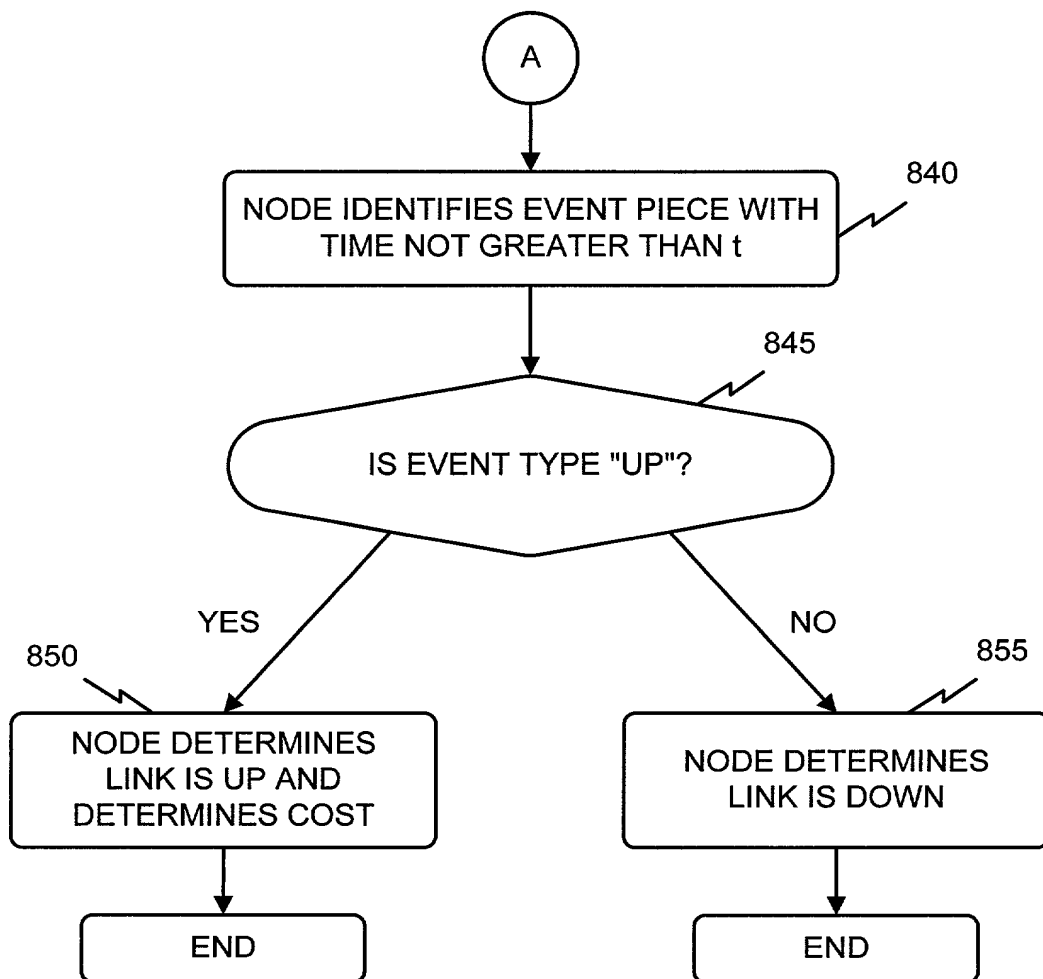 A
840
NODE IDENTIFIES EVENT PIECE WITH
TIME NOT GREATER THAN t
845
IS EVENT TYPE "UP"?
YES
NO
850
855
NODE DETERMINES
LINK IS UP AND
DETERMINES COST
NODE DETERMINES
LINK IS DOWN
END
END